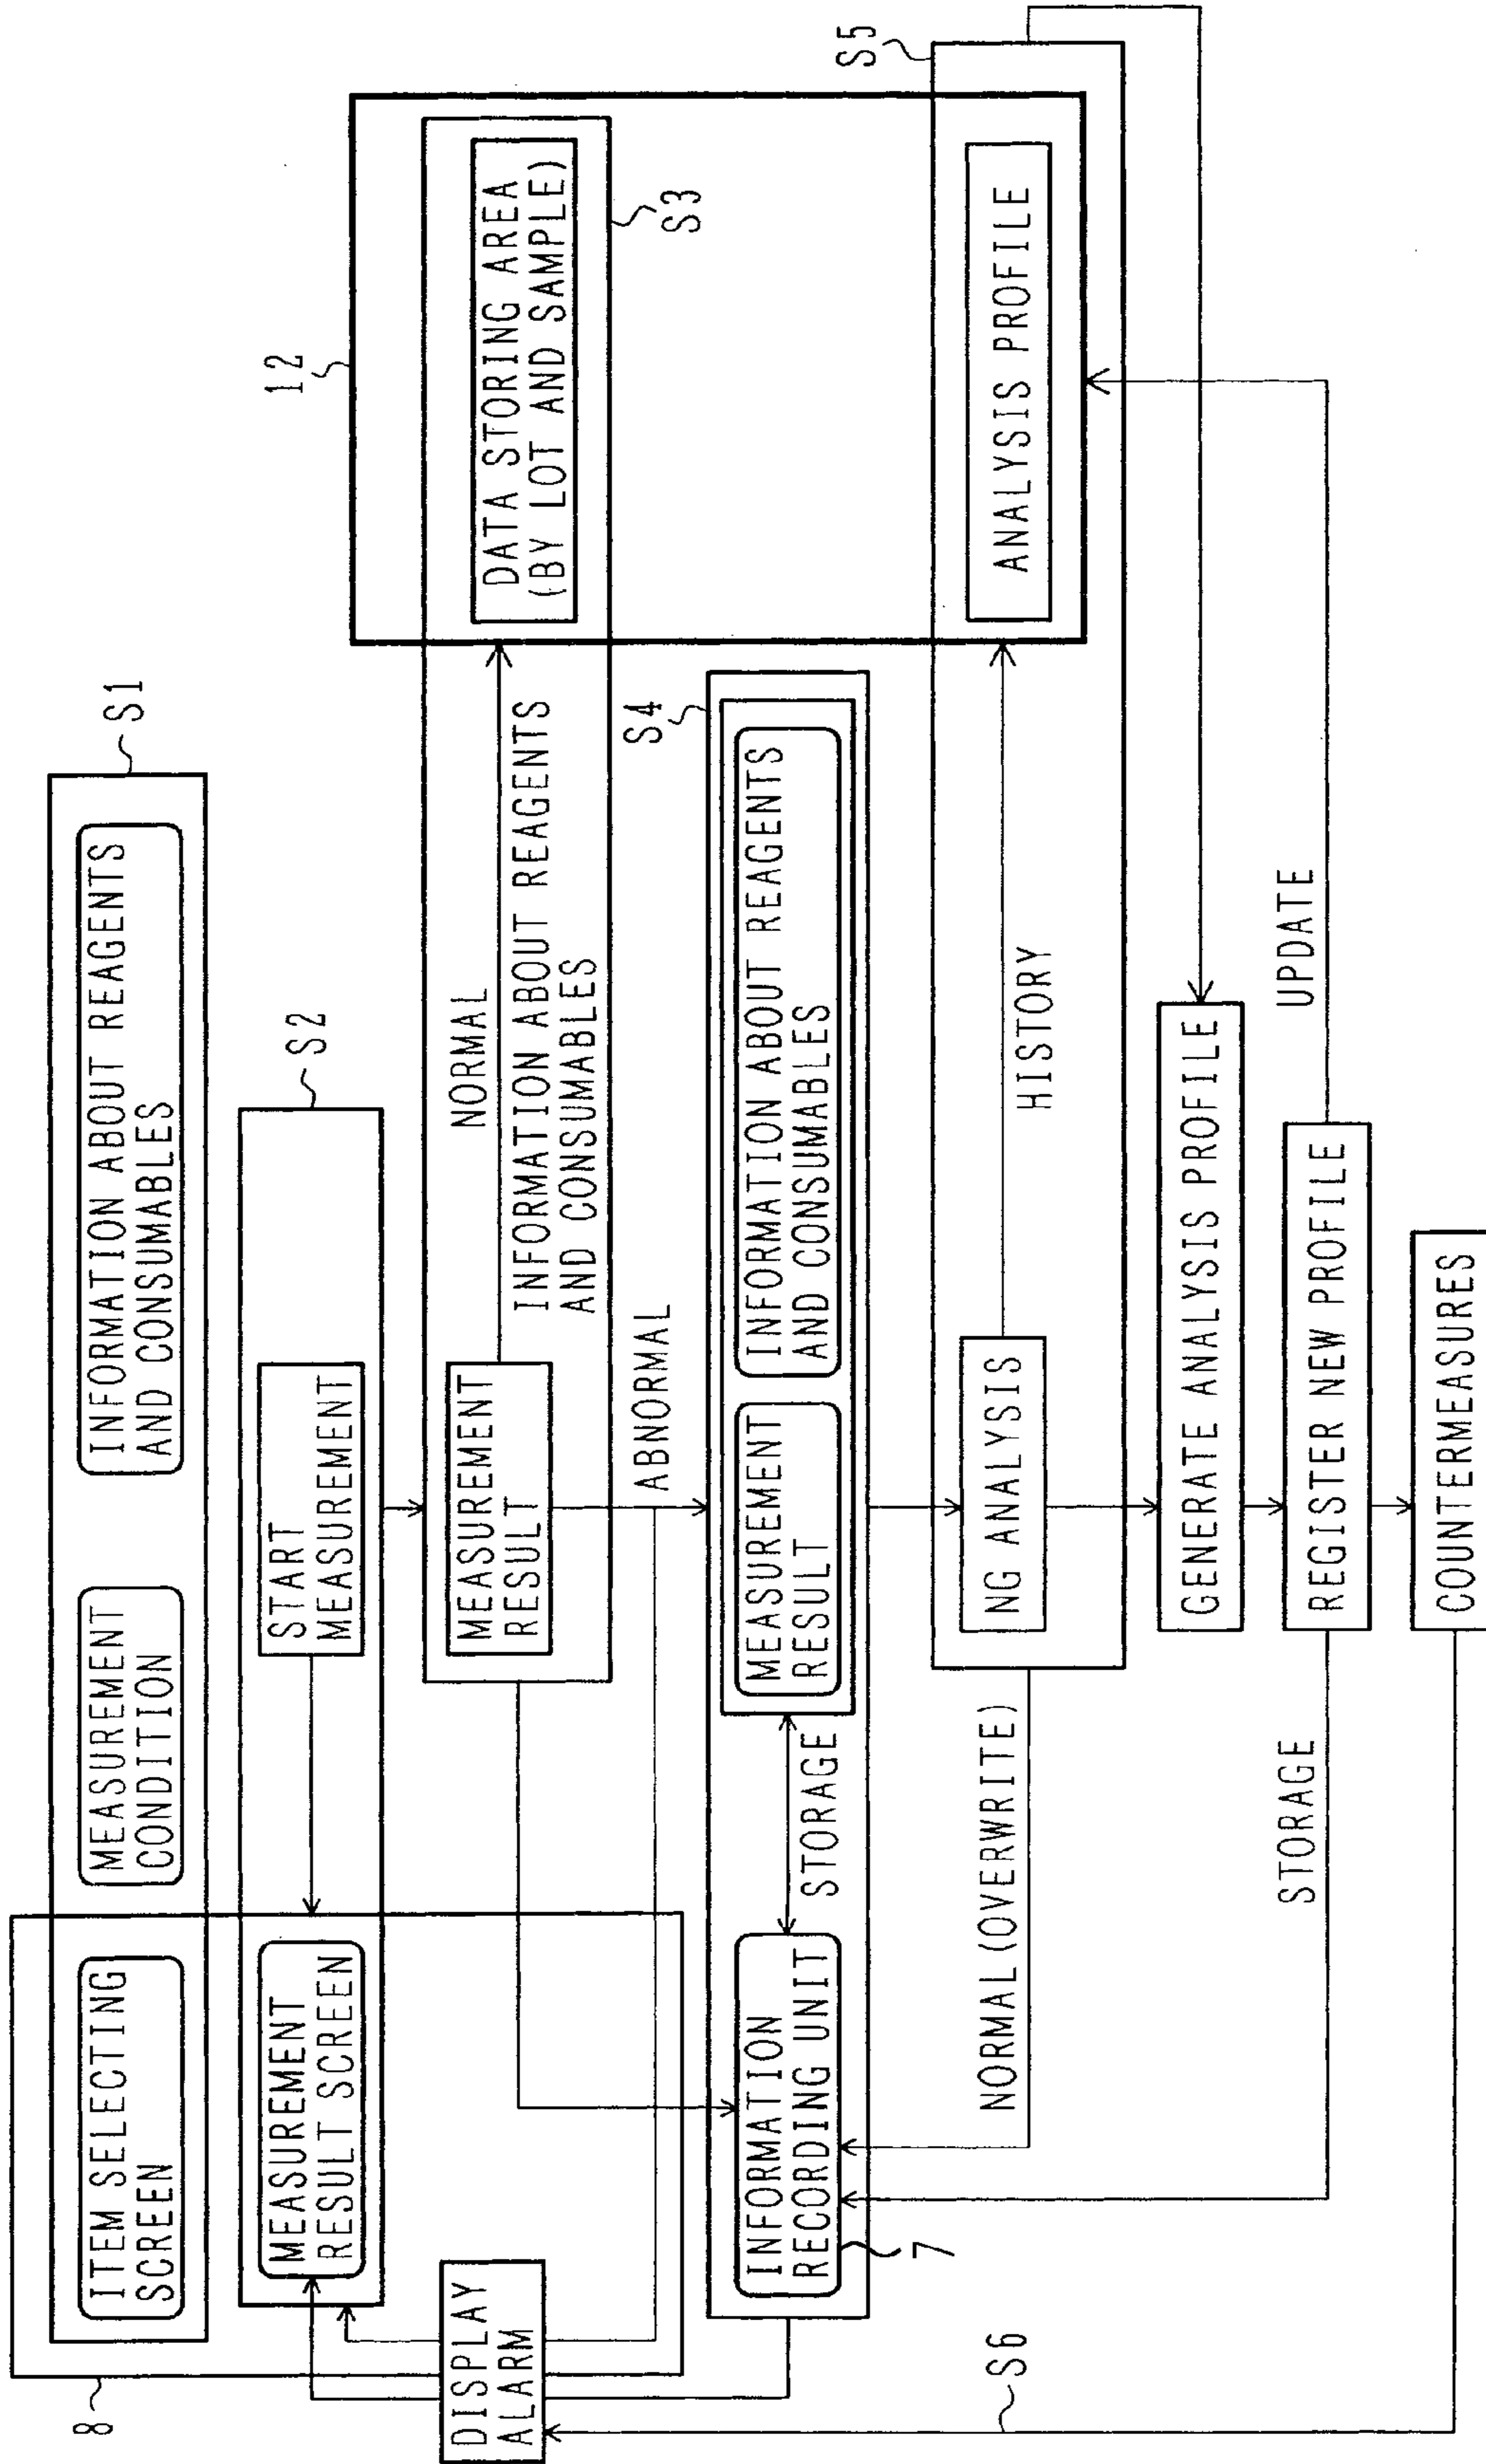 8
S1
ITEM SELECTING
SCREEN
MEASUREMENT
CONDITION
INFORMATION ABOUT REAGENTS
AND CONSUMABLES
S2
MEASUREMENT
RESULT SCREEN
START
MEASUREMENT
12
DISPLAY
ALARM
MEASUREMENT
RESULT
NORMAL
INFORMATION ABOUT REAGENTS
AND CONSUMABLES
DATA STORING AREA
(BY LOT AND SAMPLE)
S3
ABNORMAL
S4
INFORMATION
RECORDING UNIT
7
STORAGE
MEASUREMENT
RESULT
INFORMATION ABOUT REAGENTS
AND CONSUMABLES
S5
NORMAL (OVERWRITE)
NG ANALYSIS
HISTORY
ANALYSIS PROFILE
GENERATE ANALYSIS PROFILE
STORAGE
REGISTER NEW PROFILE
UPDATE
S6
COUNTERMEASURES